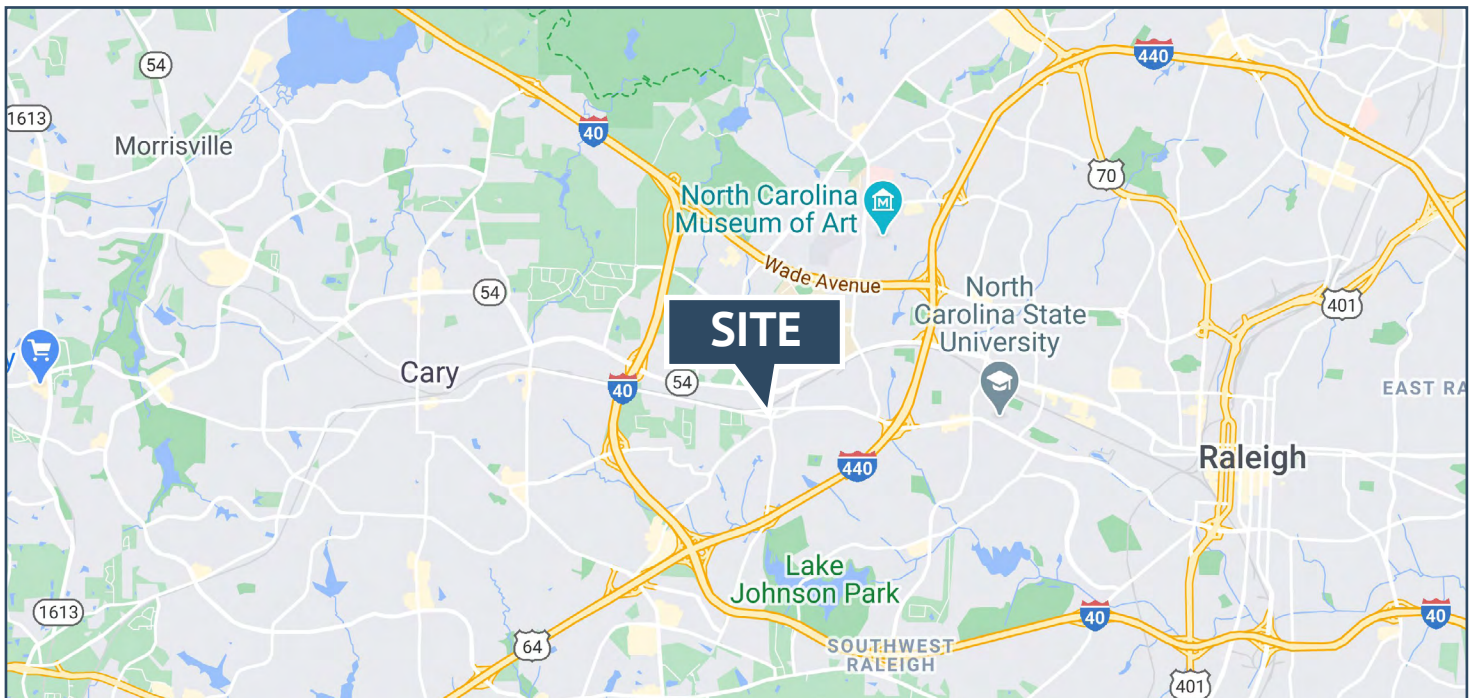 440
54
1613
40
Morrisville
70
North Carolina
Museum of Art
Wade Avenue
54
North
Carolina State
University
401
SITE
Cary
54
40
EAST RA
Raleigh
440
Lake
Johnson Park
1613
40
40
64
SOUTHWEST
RALEIGH
401